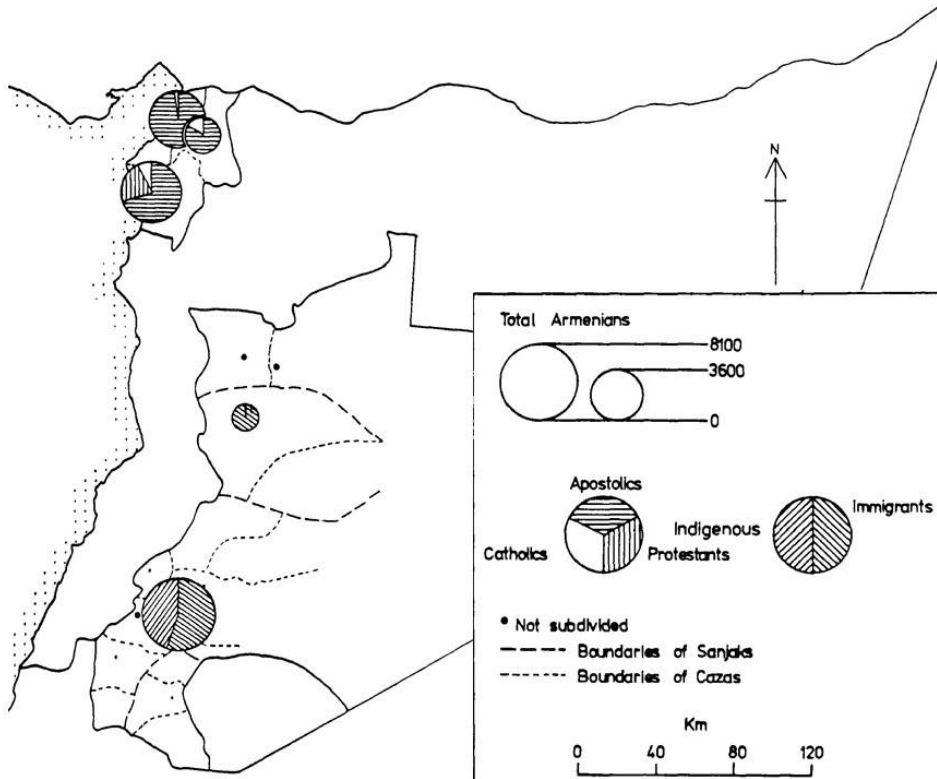 N
Total Armenians
8100
3600
0
Apostolics
Immigrants
Indigenous
Catholics
Protestants
• Not subdivided
Boundaries of Sanjaks
Boundaries of Cazas
Km
0 40 80 120